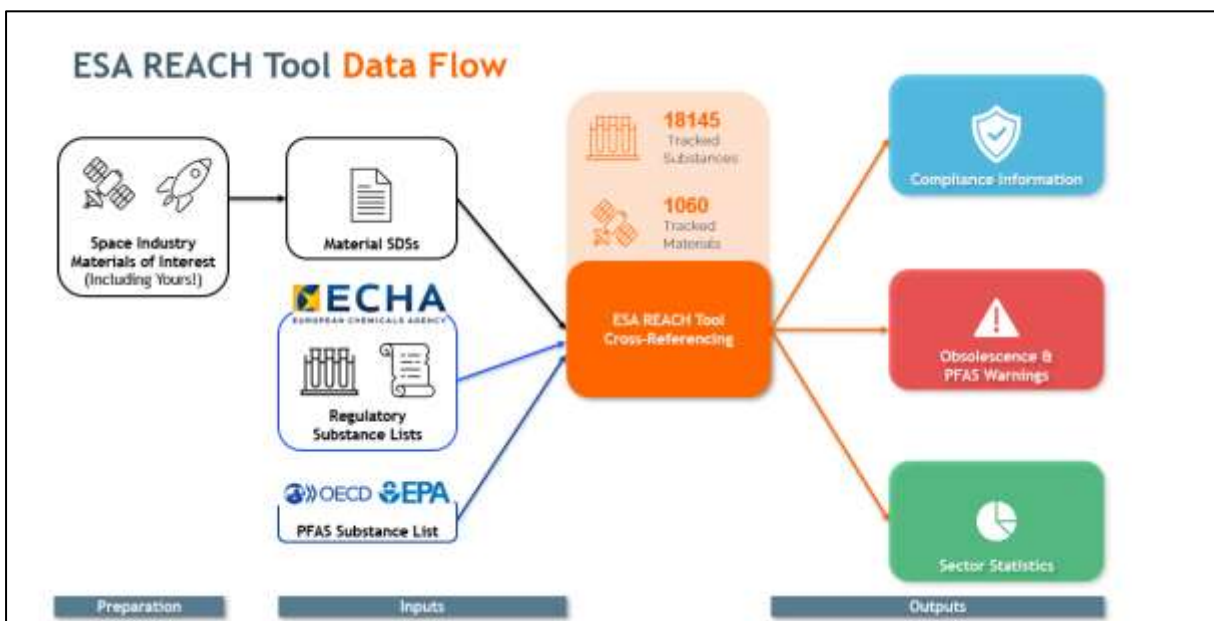 ESA REACH Tool Data Flow
Space Industry
Materials of Interest
(Including Yours!)
Material SDSs
ECHA
EUROPEAN CHEMICALS AGENCY
Regulatory
Substance Lists
OECD EPA
PFAS Substance List
18145
Tracked
Substances
1060
Tracked
Materials
ESA REACH Tool
Cross-Referencing
Compliance Information
Obsolescence &
PFAS Warnings
Sector Statistics
Preparation
Inputs
Outputs